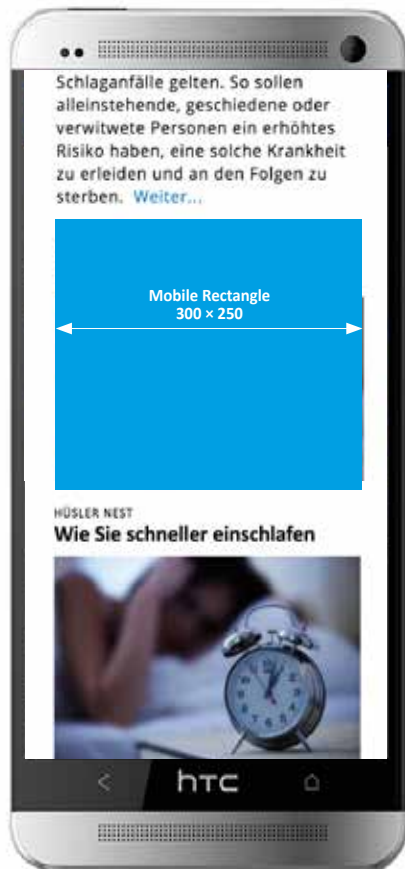 Schlaganfälle gelten. So sollen
alleinstehende, geschiedene oder
verwitwete Personen ein erhöhtes
Risiko haben, eine solche Krankheit
zu erleiden und an den Folgen zu
sterben. Weiter...
Mobile Rectangle
300 × 250
HÜSLER NEST
Wie Sie schneller einschlafen
hTC